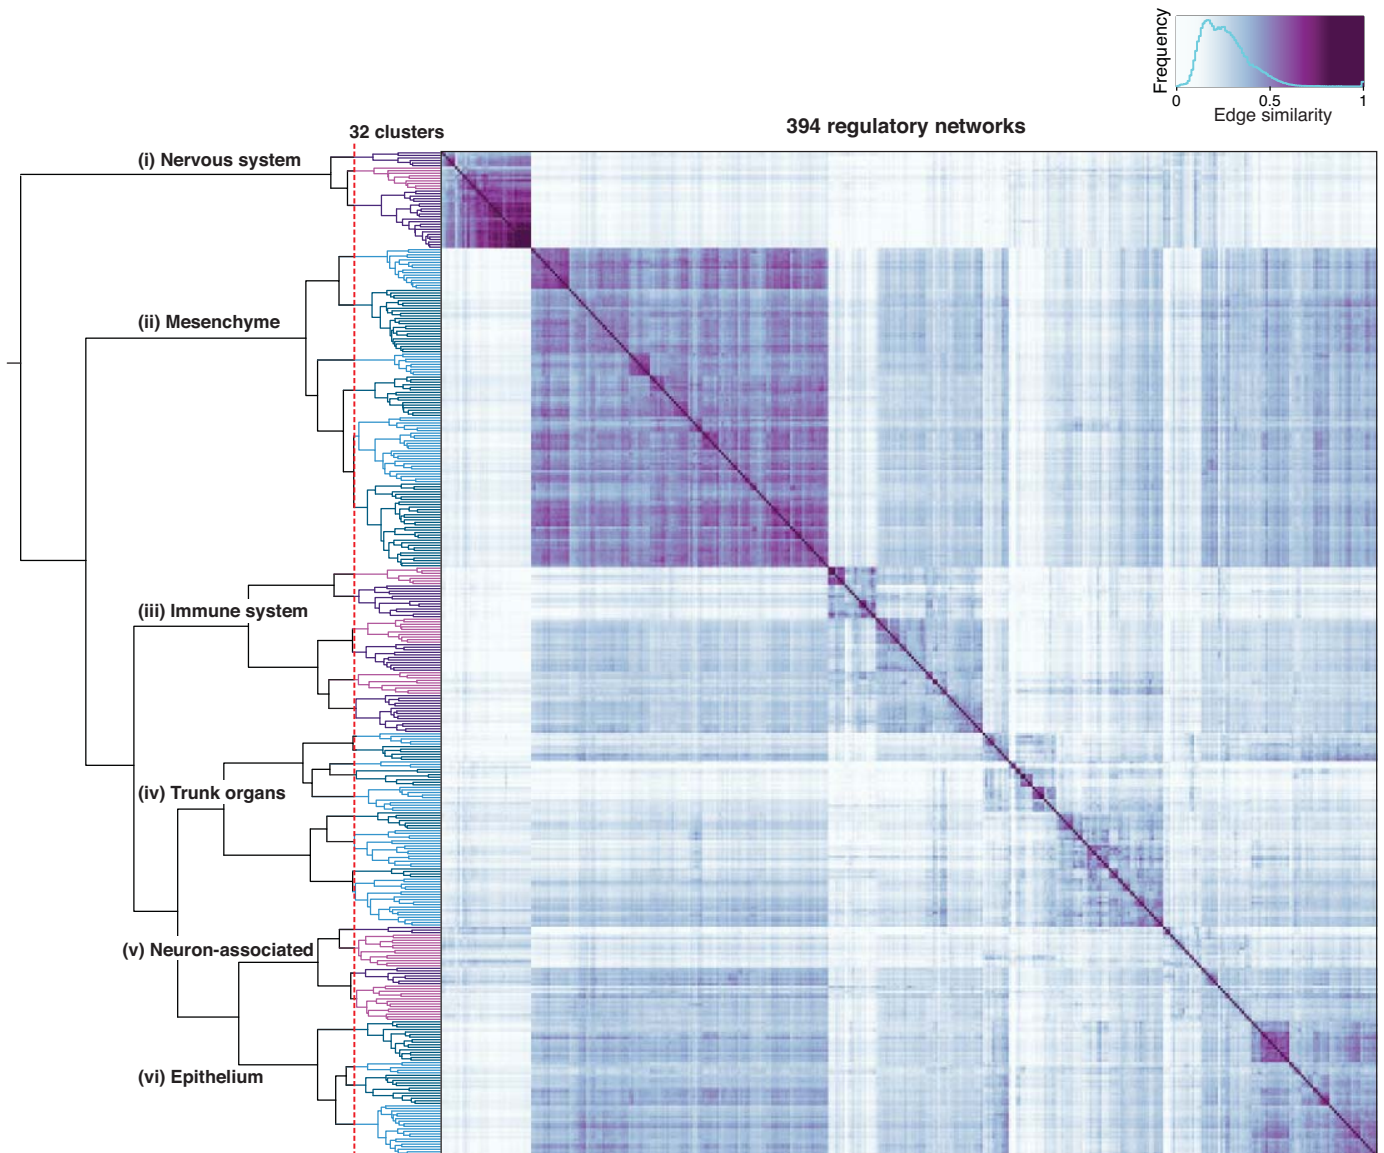 Frequency
0
0.5
1
Edge similarity
394 regulatory networks
32 clusters
(i) Nervous system
(ii) Mesenchyme
(iii) Immune system
(iv) Trunk organs
(v) Neuron-associated
(vi) Epithelium